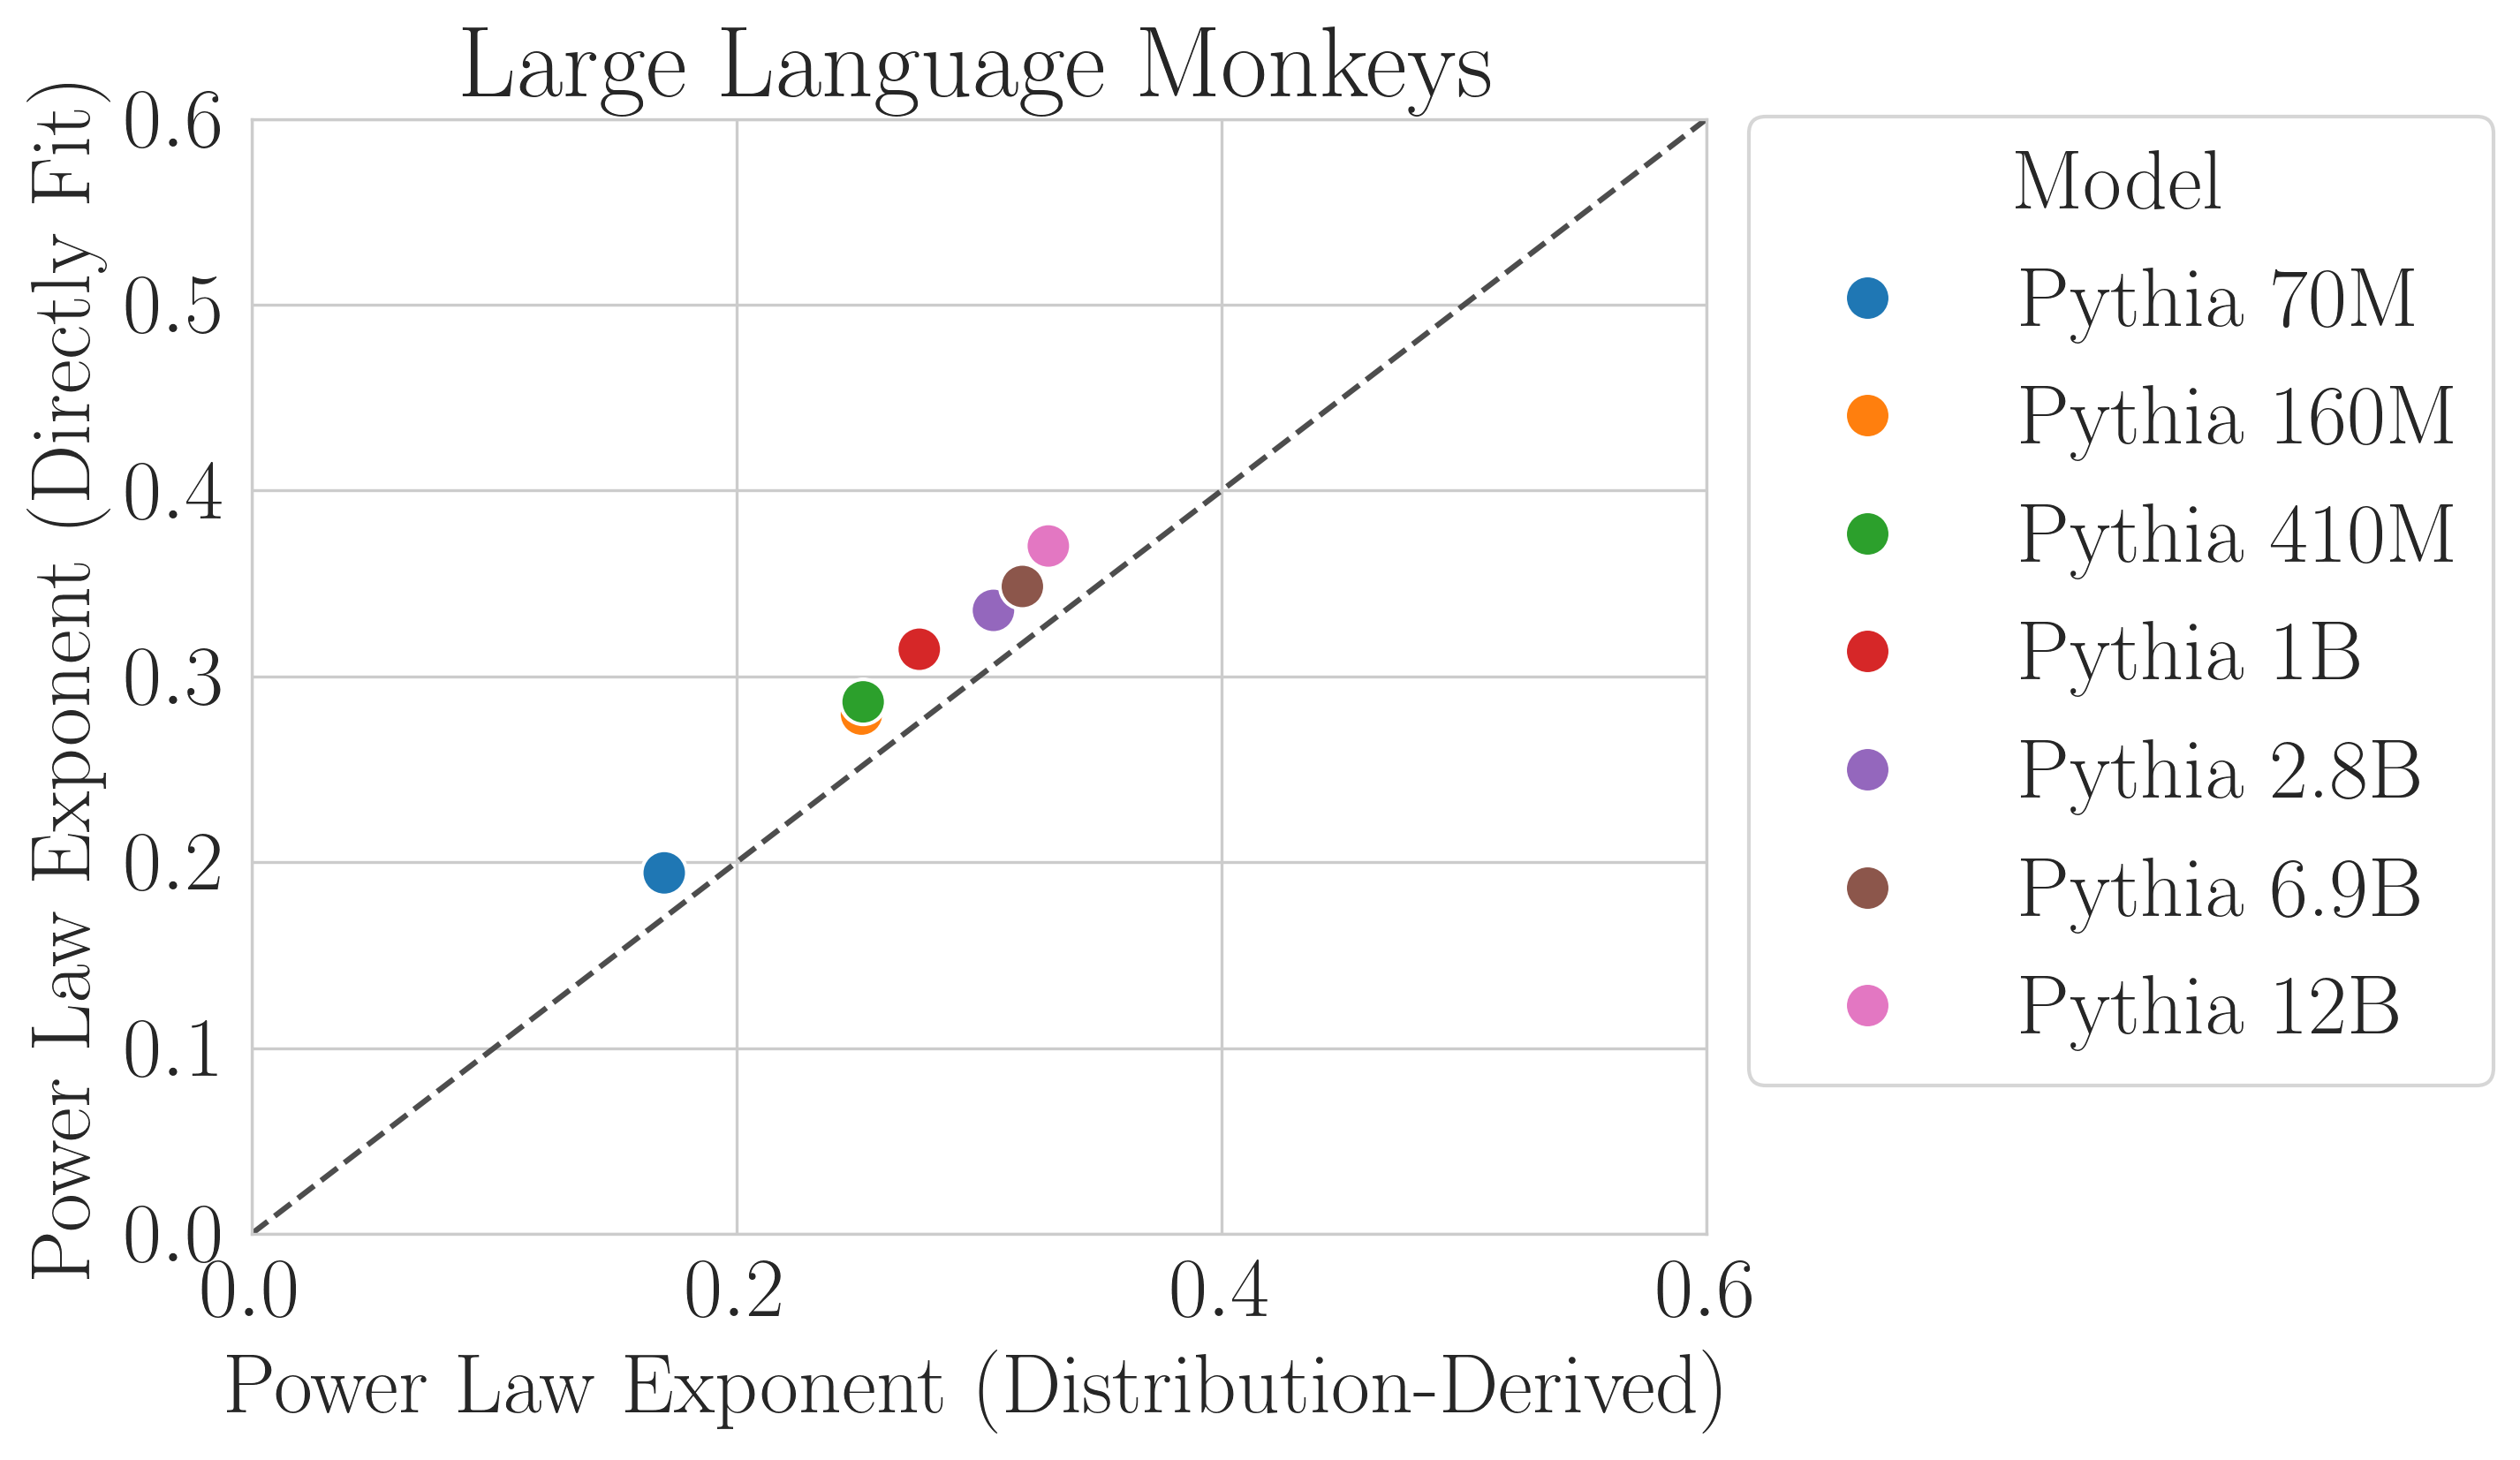 Large Language Monkeys
Power Law Exponent (Directly Fit)
0.6
0.5
0.4
0.3
0.2
0.1
0.0
0.0
0.2
0.4
0.6
Power Law Exponent (Distribution-Derived)
Model
Pythia 70M
Pythia 160M
Pythia 410M
Pythia 1B
Pythia 2.8B
Pythia 6.9B
Pythia 12B